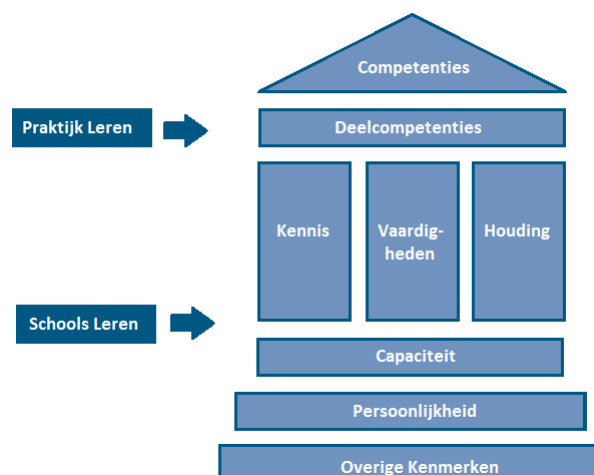 Competenties
Praktijk Leren
Deelcompetenties
Kennis
Vaardig-
heden
Houding
Schools Leren
Capaciteit
Persoonlijkheid
Overige Kenmerken